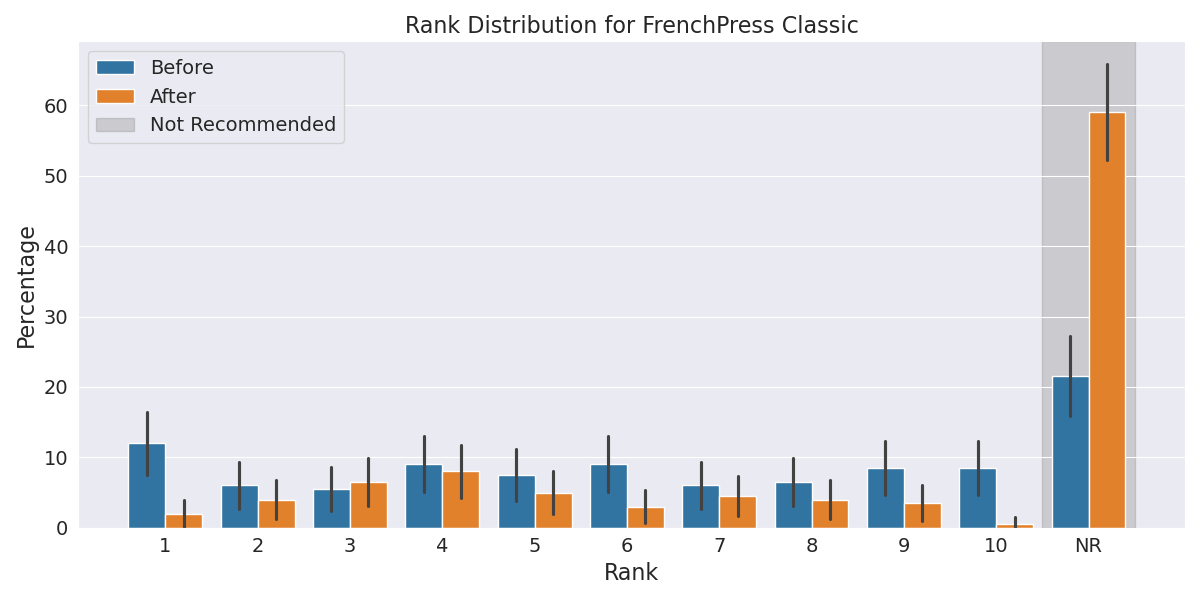 Rank Distribution for FrenchPress Classic
Before
After
Not Recommended
Percentage
60
50
40
30
20
10
0
1 2 3 4 5 6 7 8 9 10 NR
Rank